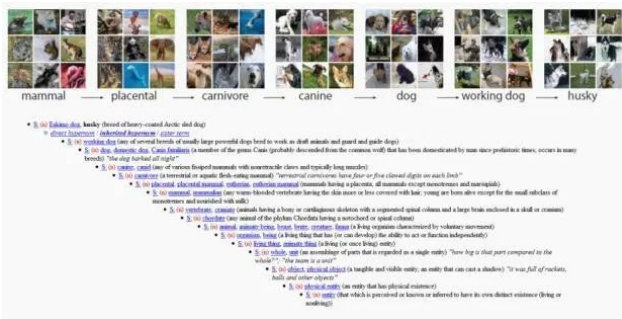 mammal → placental → carnivore → canine → dog → working dog → husky
• S: (n) Eskimo dog, husky (breed of heavy-coated Arctic sled dog)
direct hypernym / inherited hypernym / sister term
• S: (n) working dog (any of several breeds of usually large powerful dogs bred to work as draft animals and guard and guide dogs)
• S: (n) dog, domestic dog, Canis familiaris (a member of the genus Canis (probably descended from the common wolf) that has been domesticated by man since prehistoric times; occurs in many
breeds) "the dog barked all night"
• S: (n) canine, canid (any of various fissiped mammals with nonretractile claws and typically long muzzles)
• S: (n) carnivore (a terrestrial or aquatic flesh-eating mammal) "terrestrial carnivores have four or five clawed digits on each limb"
• S: (n) placental, placental mammal, eutherian, eutherian mammal (mammals having a placenta; all mammals except monotremes and marsupials)
• S: (n) mammal, mammalian (any warm-blooded vertebrate having the skin more or less covered with hair; young are born alive except for the small subclass of
monotremes and nourished with milk)
• S: (n) vertebrate, craniate (animals having a bony or cartilaginous skeleton with a segmented spinal column and a large brain enclosed in a skull or cranium)
• S: (n) chordate (any animal of the phylum Chordata having a notochord or spinal column)
• S: (n) animal, animate being, beast, brute, creature, fauna (a living organism characterized by voluntary movement)
• S: (n) organism, being (a living thing that has (or can develop) the ability to act or function independently)
• S: (n) living thing, animate thing (a living (or once living) entity)
• S: (n) whole, unit (an assemblage of parts that is regarded as a single entity) "how big is that part compared to the
whole?"; "the team is a unit"
• S: (n) object, physical object (a tangible and visible entity; an entity that can cast a shadow) "it was full of rackets,
balls and other objects"
• S: (n) physical entity (an entity that has physical existence)
• S: (n) entity (that which is perceived or known or inferred to have its own distinct existence (living or
nonliving))